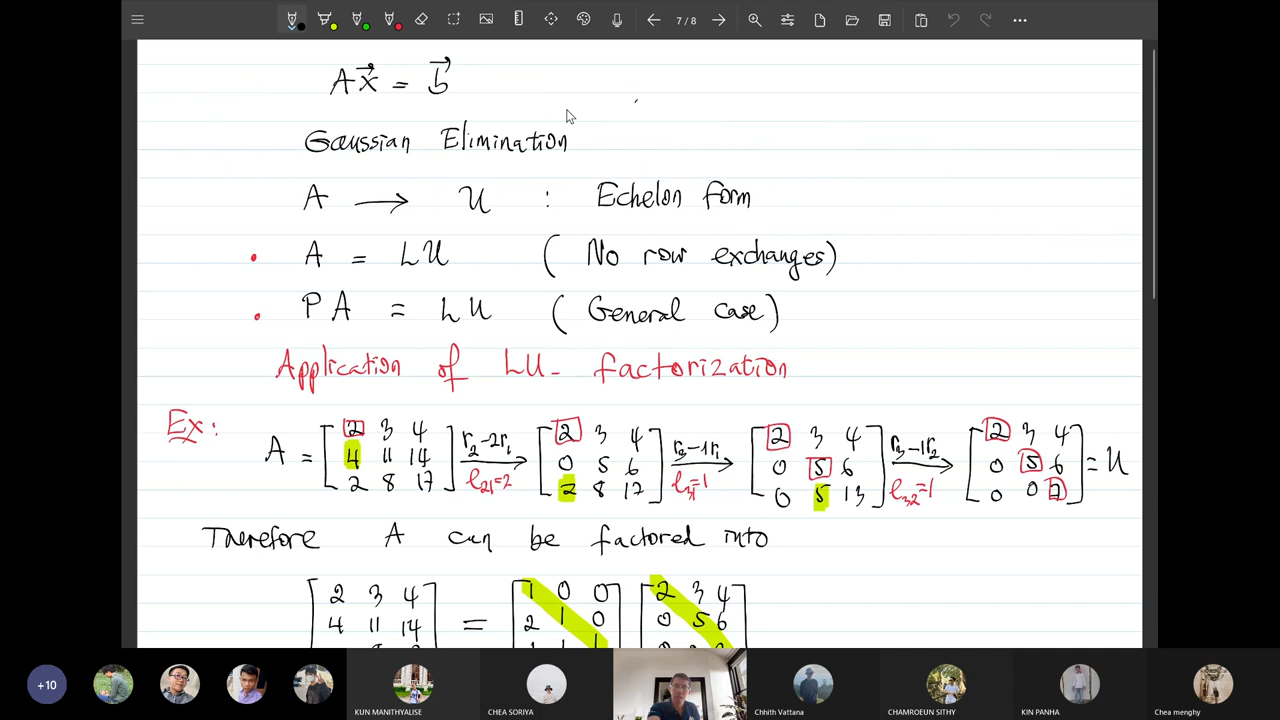 7 / 8
Ax⃗ = b⃗
Gaussian Elimination
A → U : Echelon form
• A = LU ( No row exchanges)
• PA = LU ( General case)
Application of LU- factorization
Ex:
A = [2 3 4; 4 11 14; 2 8 17] r₂-2r₁ → ℓ₂₁=2 [2 3 4; 0 5 6; 2 8 17] r₃-1r₁ → ℓ₃₁=1 [2 3 4; 0 5 6; 0 5 13] r₃-1r₂ → ℓ₃₂=1 [2 3 4; 0 5 6; 0 0 7] = U
Therefore A can be factored into
2 3 4 1 0 0 2 3 4
4 11 14 = 2 1 0 0 5 6
+10
KUN MANITHYALISE
CHEA SORIYA
Chhith Vattana
CHAMROEUN SITHY
KIN PANHA
Chea menghy